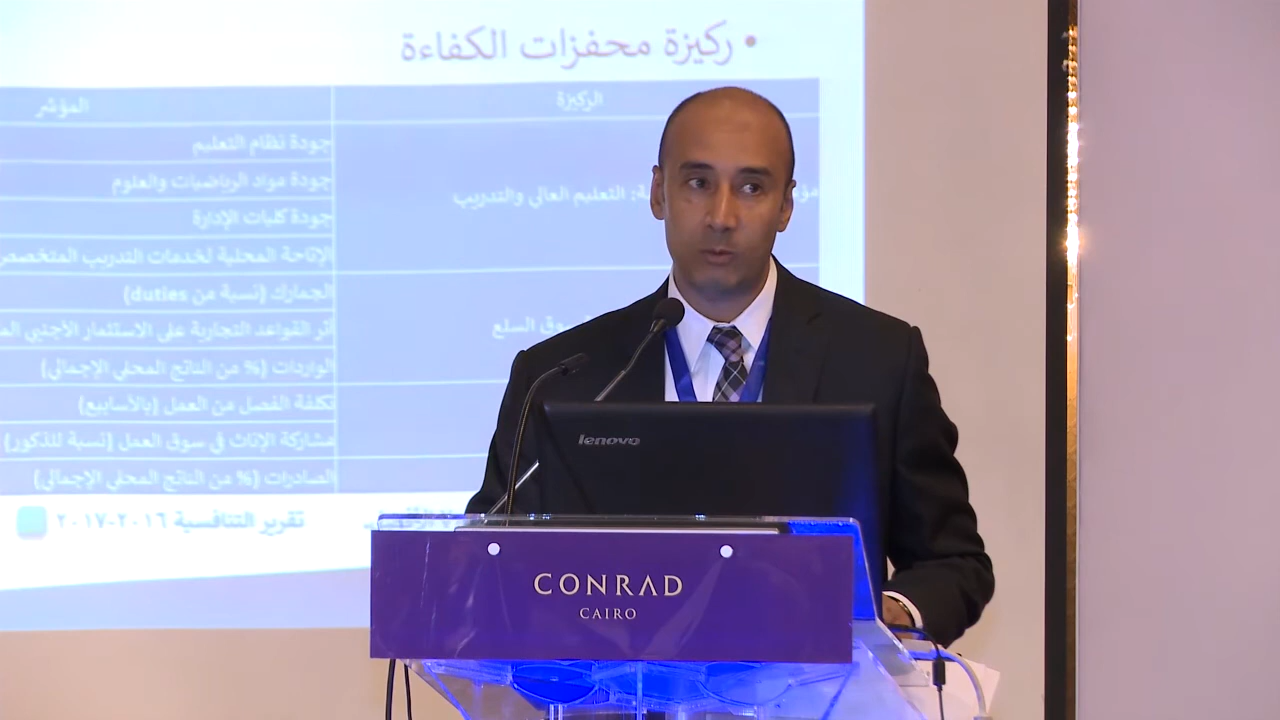 • ركيزة محفزات الكفاءة
الركيزة
المؤشر
التعليم العالي والتدريب
جودة نظام التعليم
جودة مواد الرياضيات والعلوم
جودة كليات الإدارة
الإتاحة المحلية لخدمات التدريب
سوق السلع
الجمارك (نسبة من duties)
أثر القواعد التجارية على الاستثمار الأجنبي
الواردات (% من الناتج المحلي الإجمالي)
تكلفة الفصل من العمل (بالأسابيع)
مشاركة الإناث في سوق العمل (نسبة للذكور)
الصادرات (% من الناتج المحلي الإجمالي)
تقرير التنافسية ٢٠١٦-٢٠١٧
lenovo
CONRAD
CAIRO